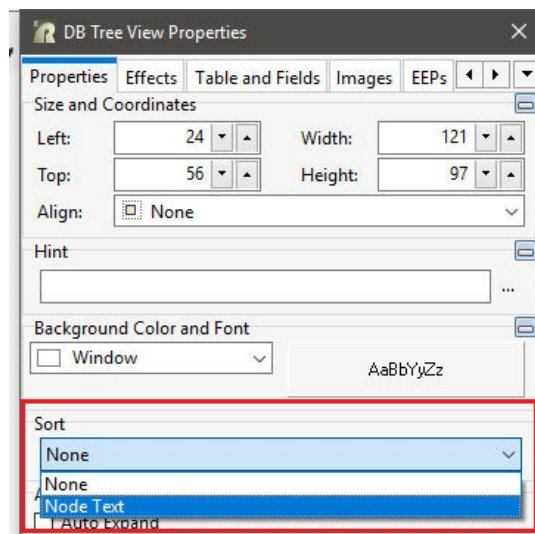 DB Tree View Properties
Properties Effects Table and Fields Images EEPs
Size and Coordinates
Left: 24 Width: 121
Top: 56 Height: 97
Align: None
Hint
...
Background Color and Font
Window AaBbYyZz
Sort
None
None
Node Text
Auto Expand